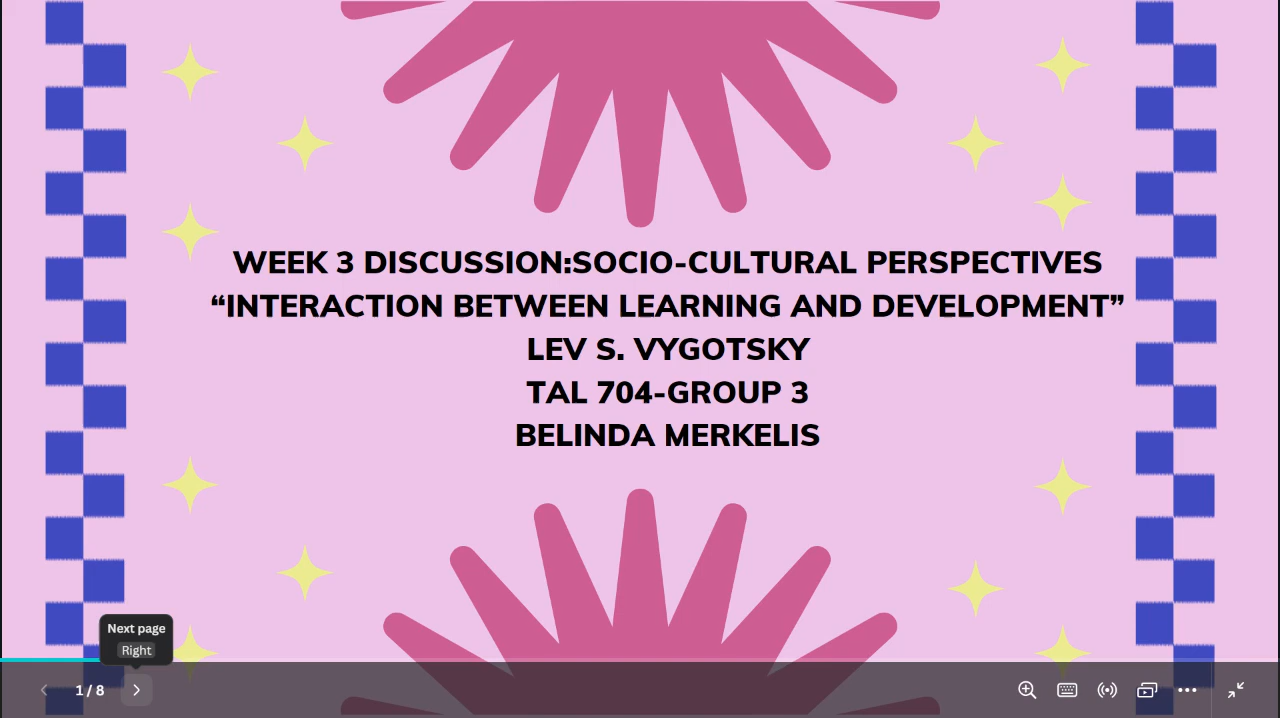 WEEK 3 DISCUSSION:SOCIO-CULTURAL PERSPECTIVES
“INTERACTION BETWEEN LEARNING AND DEVELOPMENT”
LEV S. VYGOTSKY
TAL 704-GROUP 3
BELINDA MERKELIS
Next page
Right
1 / 8